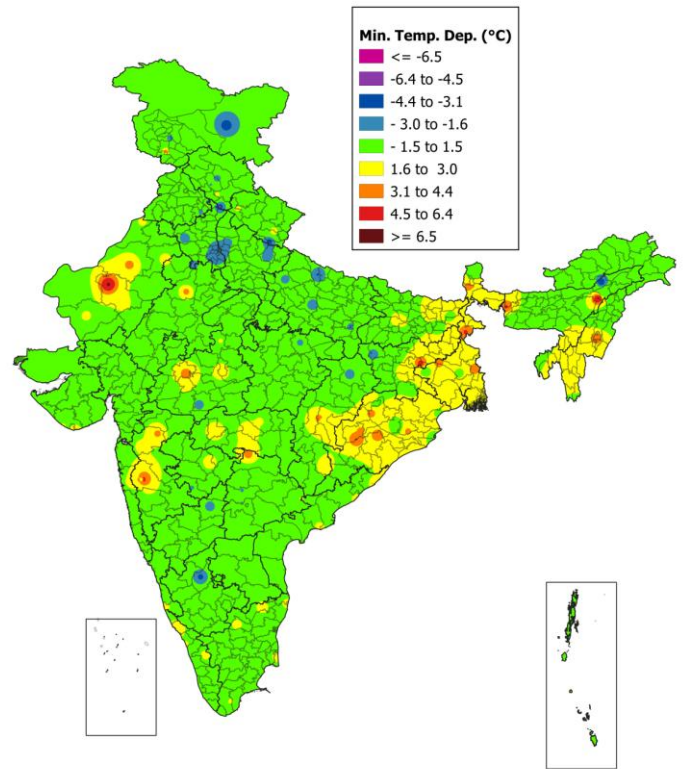 Min. Temp. Dep. (°C)
<= -6.5
-6.4 to -4.5
-4.4 to -3.1
- 3.0 to -1.6
- 1.5 to 1.5
1.6 to 3.0
3.1 to 4.4
4.5 to 6.4
>= 6.5